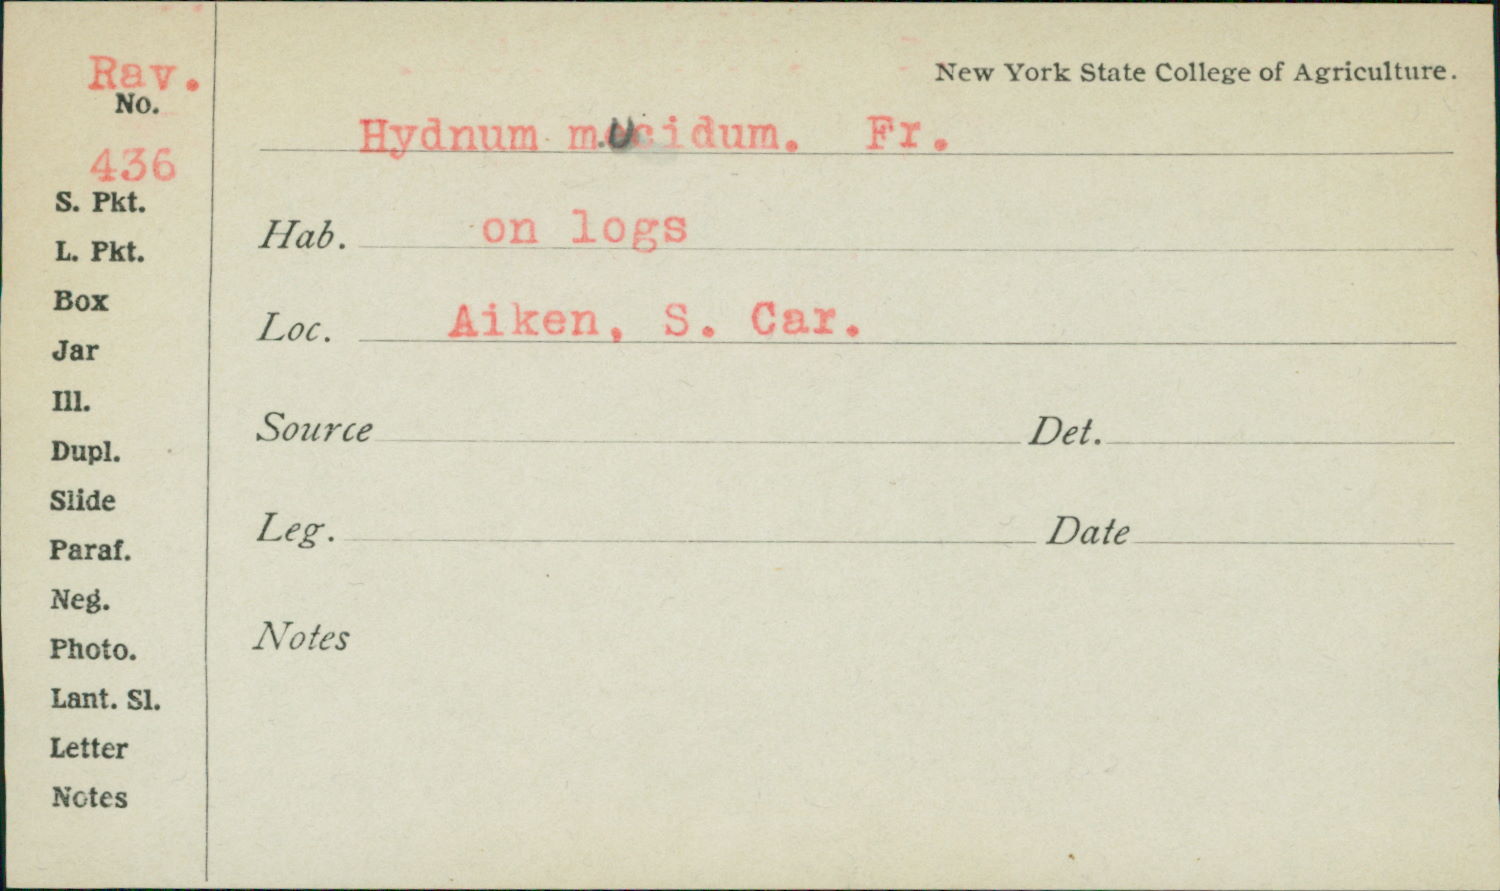 Rav.
New York State College of Agriculture.
No.
Hydnum mucidum. Fr.
436
S. Pkt.
Hab. on logs
L. Pkt.
Box
Loc. Aiken, S. Car.
Jar
Ill.
Source Det.
Dupl.
Slide
Leg. Date
Paraf.
Neg.
Notes
Photo.
Lant. Sl.
Letter
Notes